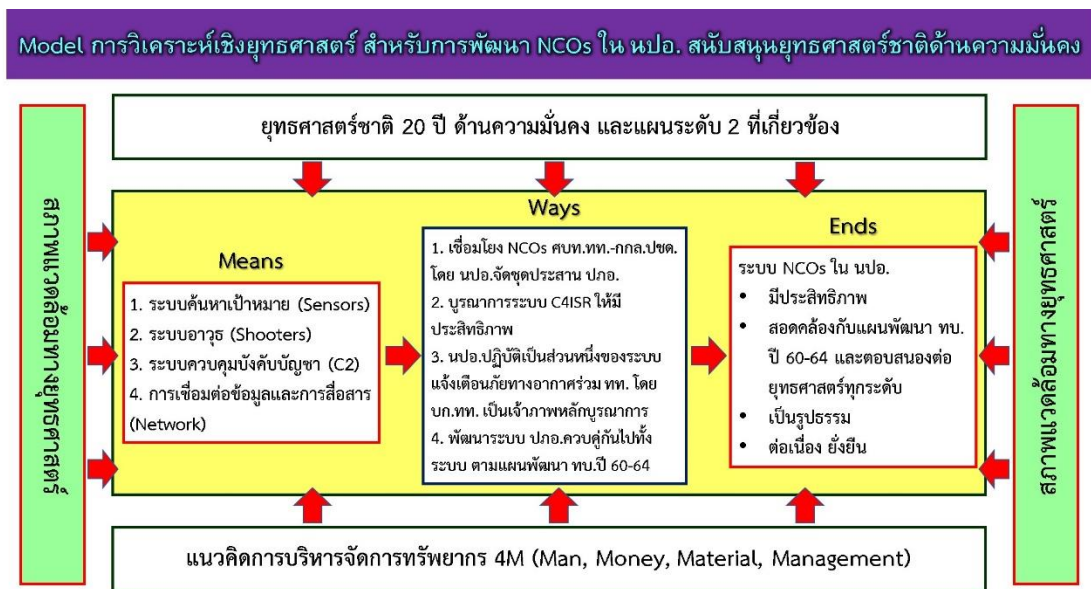 Model การวิเคราะห์เชิงยุทธศาสตร์ สำหรับการพัฒนา NCOs ใน นปอ. สนับสนุนยุทธศาสตร์ชาติด้านความมั่นคง
ยุทธศาสตร์ชาติ 20 ปี ด้านความมั่นคง และแผนระดับ 2 ที่เกี่ยวข้อง
สภาพแวดล้อมทางยุทธศาสตร์
Means
1. ระบบค้นหาเป้าหมาย (Sensors)
2. ระบบอาวุธ (Shooters)
3. ระบบควบคุมบังคับบัญชา (C2)
4. การเชื่อมต่อข้อมูลและการสื่อสาร
(Network)
Ways
1. เชื่อมโยง NCOs ศบท.ทท.-กกล.ปชด.
โดย นปอ.จัดชุดประสาน ปภอ.
2. บูรณาการระบบ C4ISR ให้มี
ประสิทธิภาพ
3. นปอ.ปฏิบัติเป็นส่วนหนึ่งของระบบ
แจ้งเตือนภัยทางอากาศร่วม ทท. โดย
บก.ทท. เป็นเจ้าภาพหลักบูรณาการ
4. พัฒนาระบบ ปภอ.ควบคู่กันไปทั้ง
ระบบ ตามแผนพัฒนา ทบ.ปี 60-64
Ends
ระบบ NCOs ใน นปอ.
• มีประสิทธิภาพ
• สอดคล้องกับแผนพัฒนา ทบ.
ปี 60-64 และตอบสนองต่อ
ยุทธศาสตร์ทุกระดับ
• เป็นรูปธรรม
• ต่อเนื่อง ยั่งยืน
สภาพแวดล้อมทางยุทธศาสตร์
แนวคิดการบริหารจัดการทรัพยากร 4M (Man, Money, Material, Management)